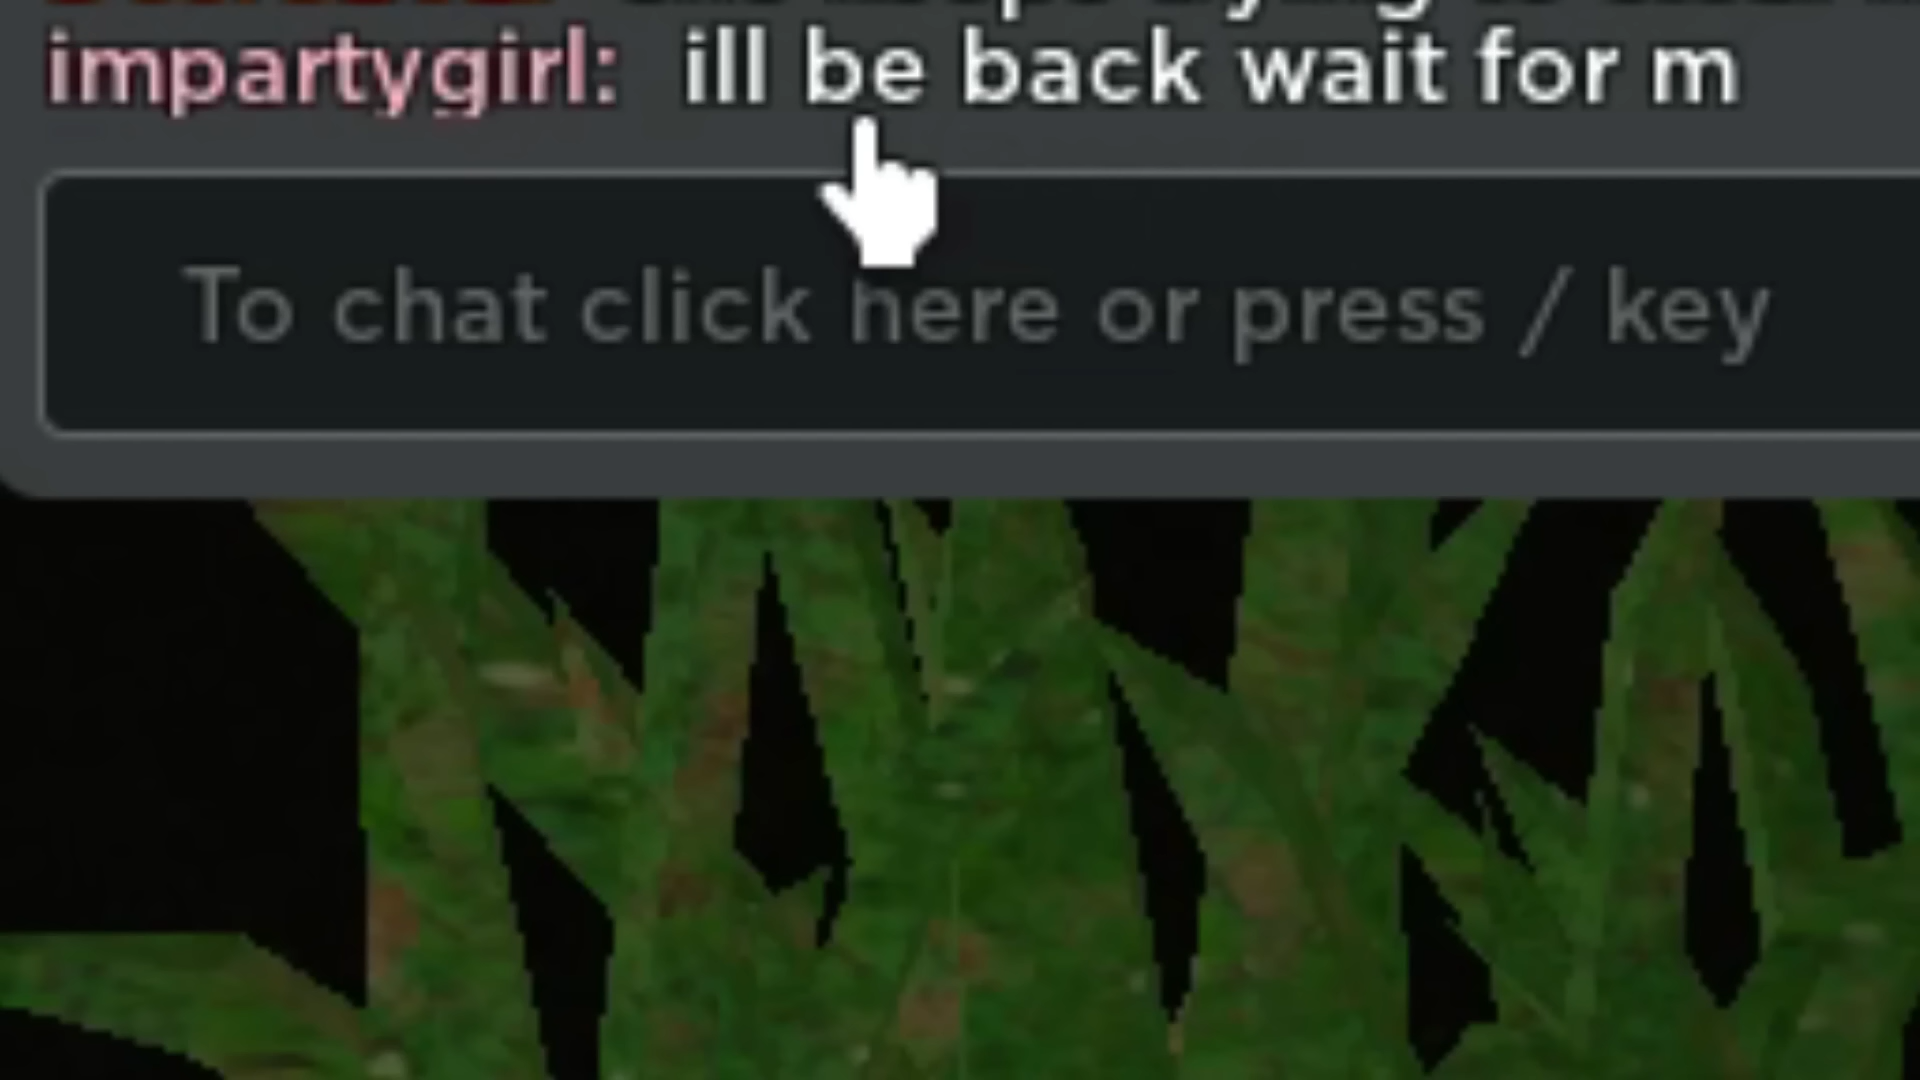 impartygirl: ill be back wait for m
To chat click here or press / key